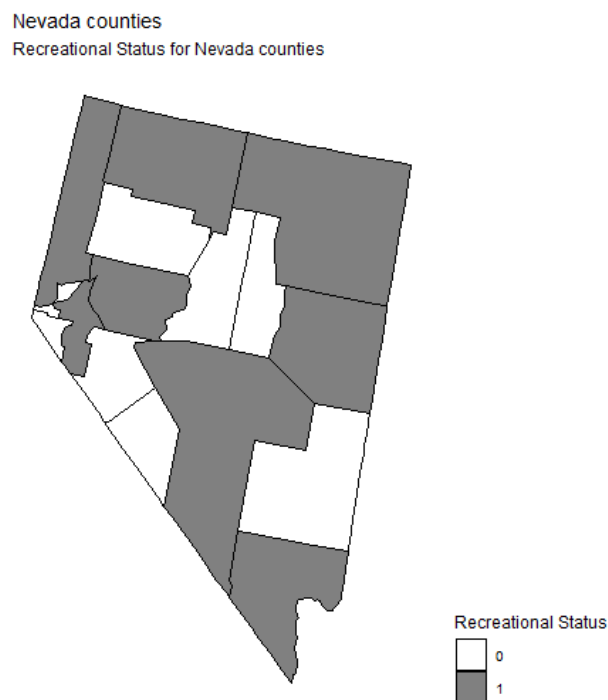 Nevada counties
Recreational Status for Nevada counties
Recreational Status
0
1